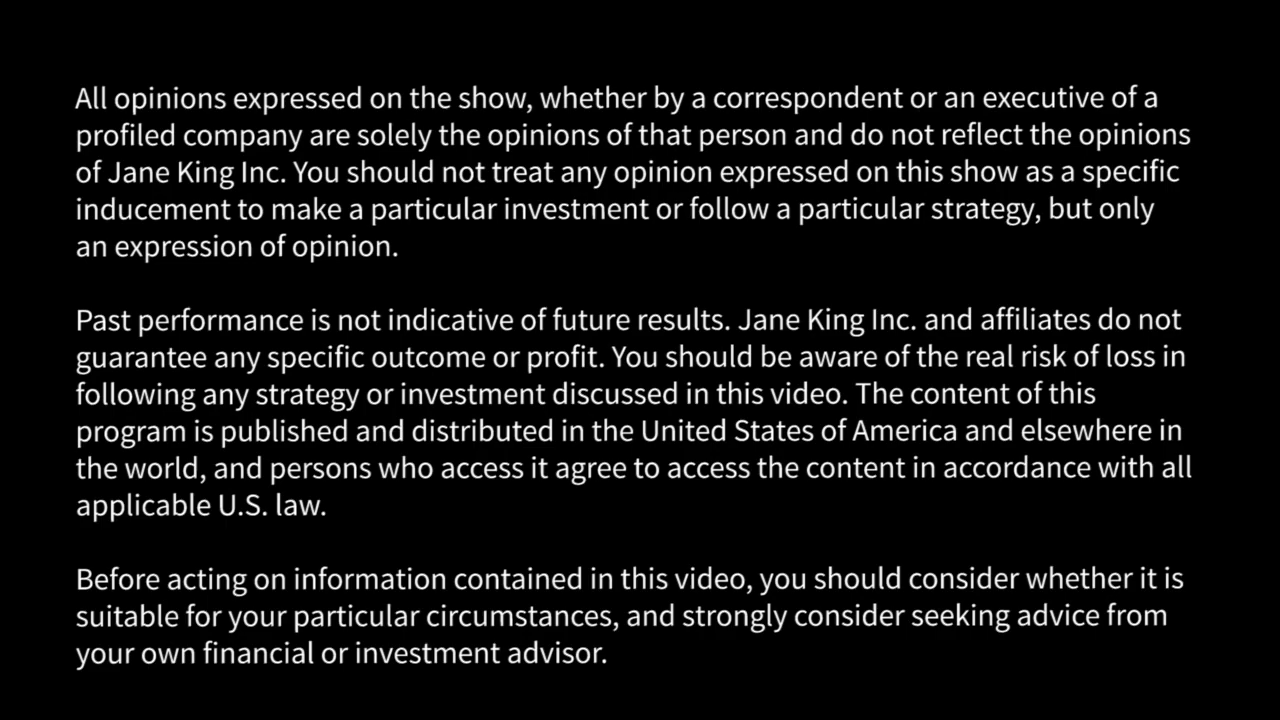 All opinions expressed on the show, whether by a correspondent or an executive of a
profiled company are solely the opinions of that person and do not reflect the opinions
of Jane King Inc. You should not treat any opinion expressed on this show as a specific
inducement to make a particular investment or follow a particular strategy, but only
an expression of opinion.
Past performance is not indicative of future results. Jane King Inc. and affiliates do not
guarantee any specific outcome or profit. You should be aware of the real risk of loss in
following any strategy or investment discussed in this video. The content of this
program is published and distributed in the United States of America and elsewhere in
the world, and persons who access it agree to access the content in accordance with all
applicable U.S. law.
Before acting on information contained in this video, you should consider whether it is
suitable for your particular circumstances, and strongly consider seeking advice from
your own financial or investment advisor.